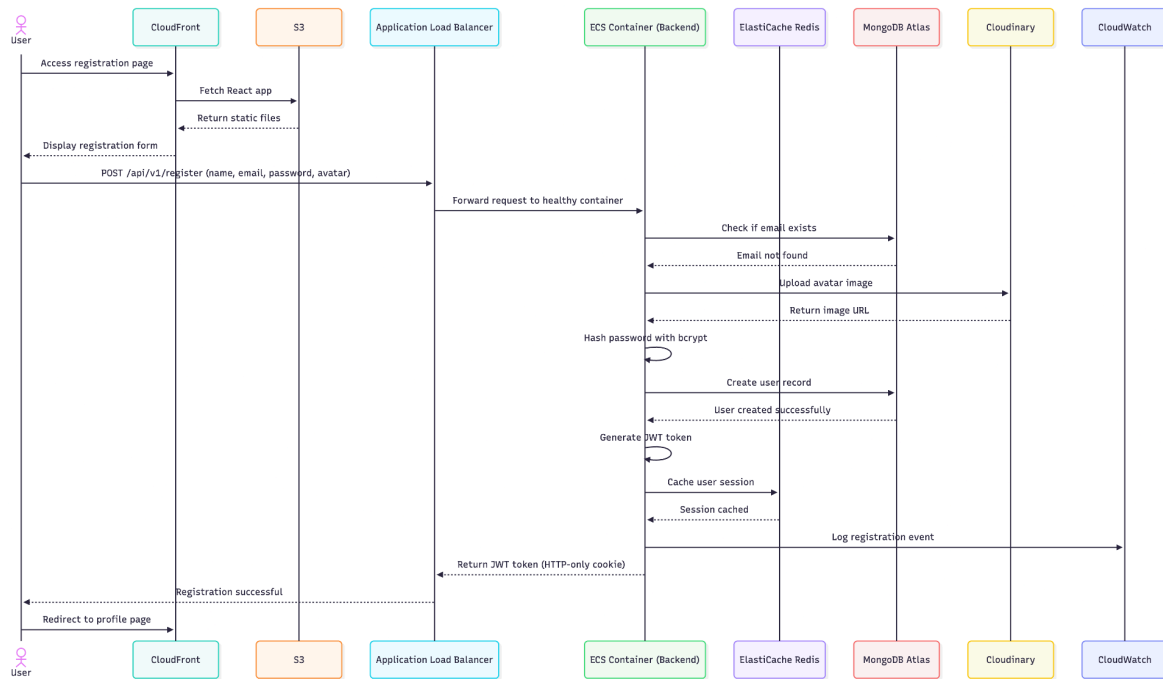 User
CloudFront
S3
Application Load Balancer
ECS Container (Backend)
ElastiCache Redis
MongoDB Atlas
Cloudinary
CloudWatch
Access registration page
Fetch React app
Return static files
Display registration form
POST /api/v1/register (name, email, password, avatar)
Forward request to healthy container
Check if email exists
Email not found
Upload avatar image
Return image URL
Hash password with bcrypt
Create user record
User created successfully
Generate JWT token
Cache user session
Session cached
Log registration event
Return JWT token (HTTP-only cookie)
Registration successful
Redirect to profile page
User
CloudFront
S3
Application Load Balancer
ECS Container (Backend)
ElastiCache Redis
MongoDB Atlas
Cloudinary
CloudWatch